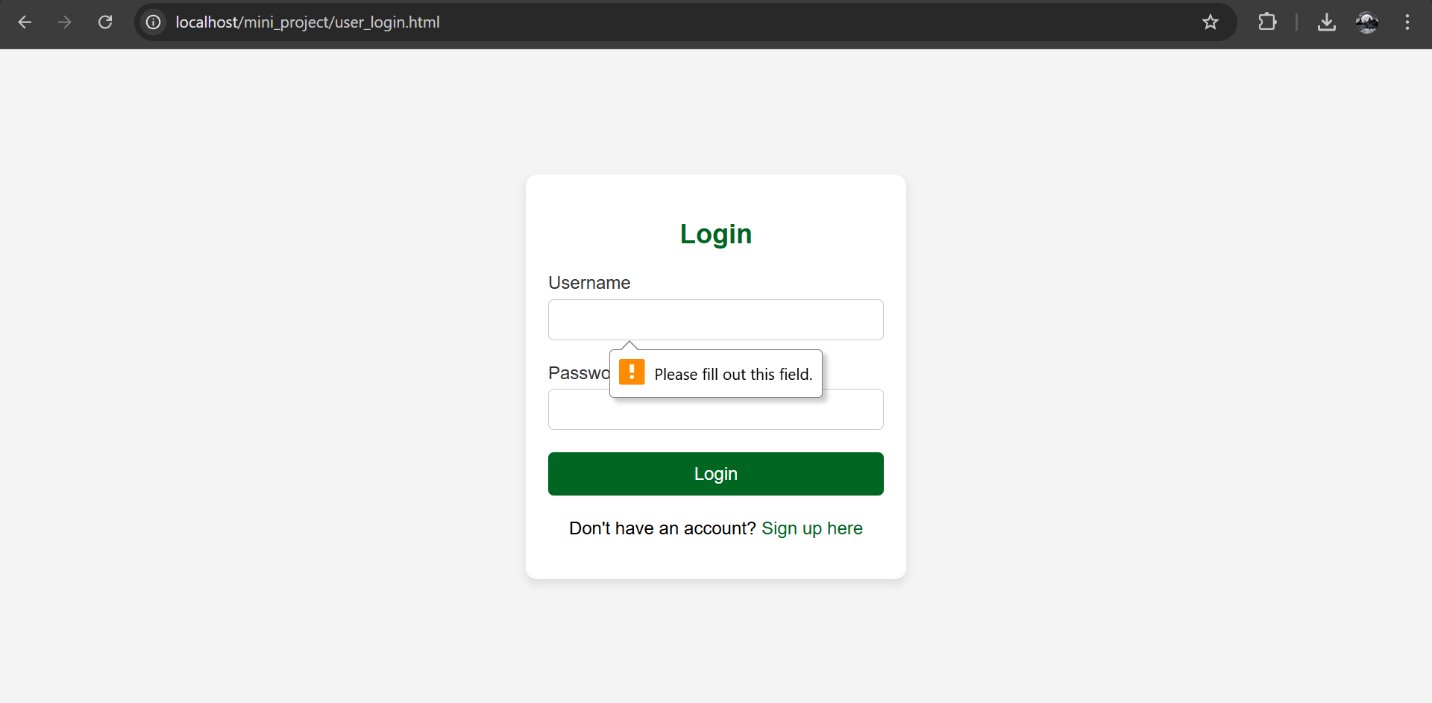 localhost/mini_project/user_login.html
Login
Username
Please fill out this field.
Passwo
Login
Don't have an account? Sign up here